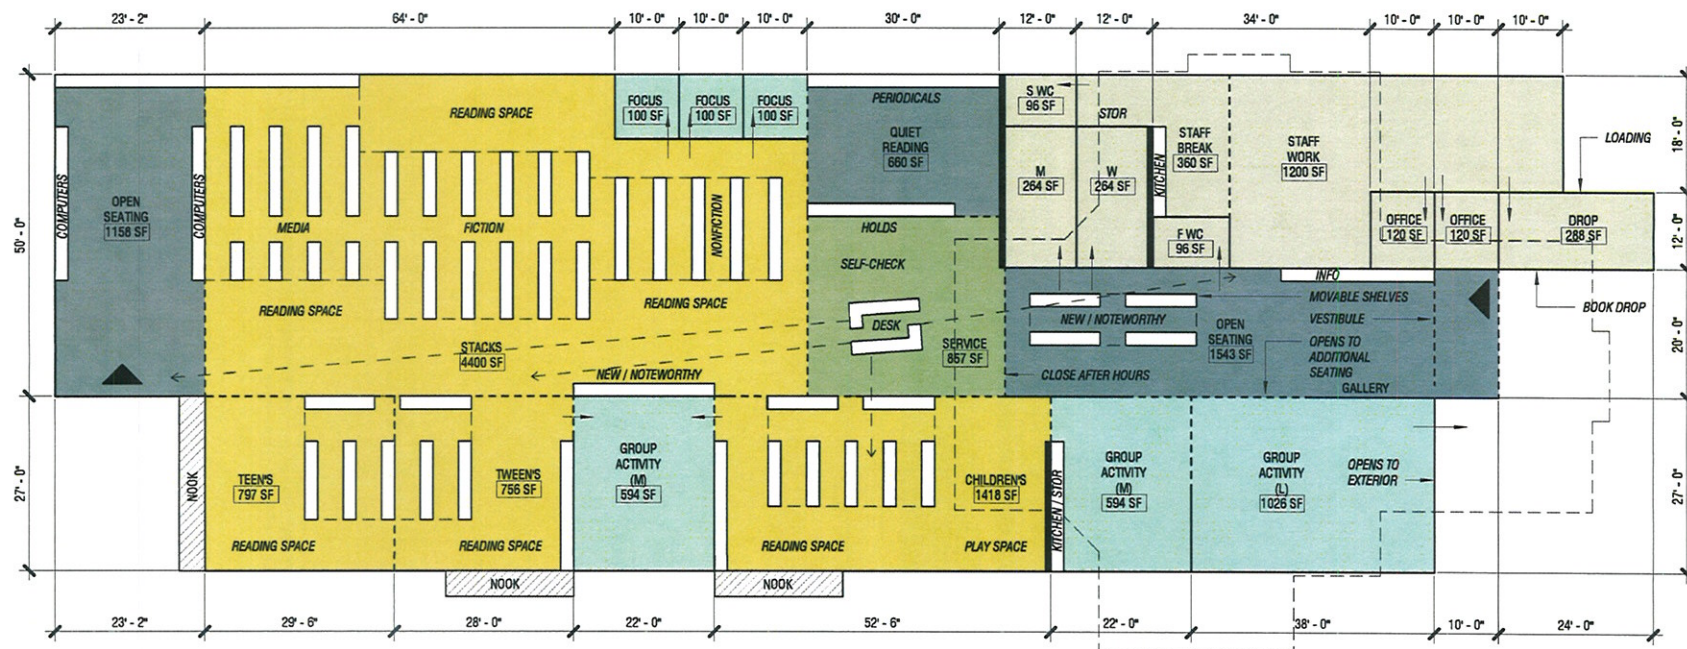 23' - 2"
64' - 0"
10' - 0"
10' - 0"
10' - 0"
30' - 0"
12' - 0"
12' - 0"
34' - 0"
10' - 0"
10' - 0"
10' - 0"
50' - 0"
27' - 0"
18' - 0"
12' - 0"
20' - 0"
27' - 0"
COMPUTERS
OPEN
SEATING
1158 SF
COMPUTERS
READING SPACE
MEDIA
FICTION
NONFICTION
READING SPACE
READING SPACE
STACKS
4400 SF
NEW / NOTEWORTHY
FOCUS
100 SF
FOCUS
100 SF
FOCUS
100 SF
PERIODICALS
QUIET
READING
660 SF
HOLDS
SELF-CHECK
DESK
SERVICE
857 SF
S WC
96 SF
STOR
M
264 SF
W
264 SF
KITCHEN
STAFF
BREAK
360 SF
F WC
96 SF
STAFF
WORK
1200 SF
OFFICE
120 SF
OFFICE
120 SF
DROP
288 SF
LOADING
BOOK DROP
INFO
MOVABLE SHELVES
NEW / NOTEWORTHY
OPEN
SEATING
1543 SF
VESTIBULE
OPENS TO
ADDITIONAL
SEATING
GALLERY
CLOSE AFTER HOURS
NOOK
TEEN'S
797 SF
READING SPACE
TWEEN'S
756 SF
READING SPACE
NOOK
GROUP
ACTIVITY
(M)
594 SF
READING SPACE
NOOK
CHILDREN'S
1418 SF
PLAY SPACE
KITCHEN / STOR
GROUP
ACTIVITY
(M)
594 SF
GROUP
ACTIVITY
(L)
1026 SF
OPENS TO
EXTERIOR
23' - 2"
29' - 6"
28' - 0"
22' - 0"
52' - 6"
22' - 0"
38' - 0"
10' - 0"
24' - 0"